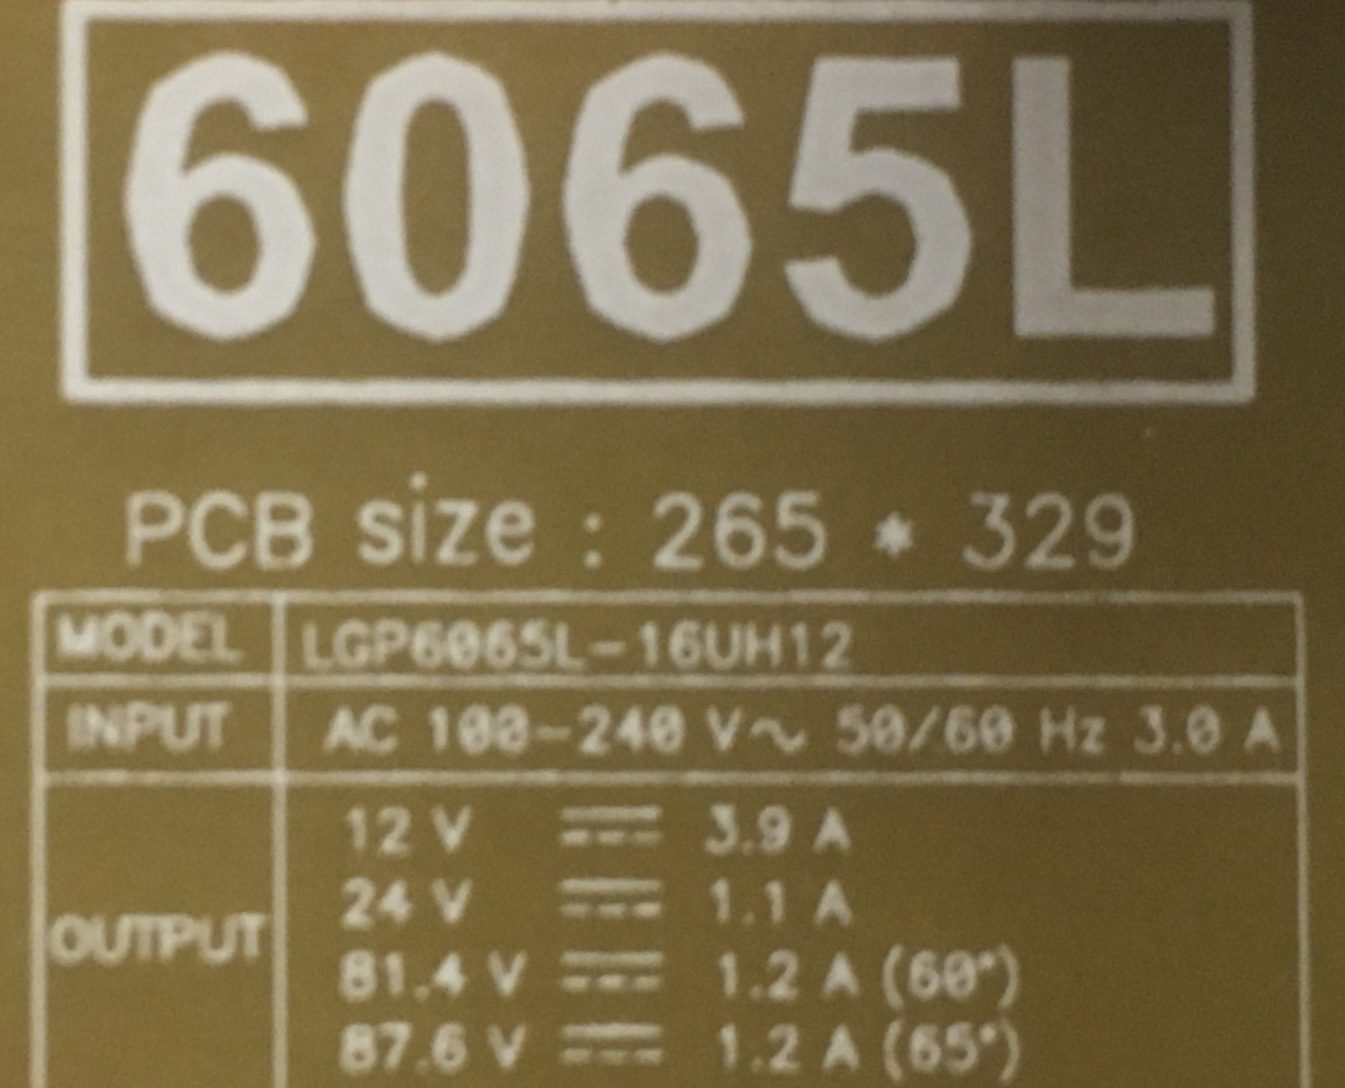 6065L
PCB size : 265 * 329
MODEL LGP6065L-16UH12
INPUT AC 100-240 V~ 50/60 Hz 3.0 A
OUTPUT
12 V ⎓ 3.9 A
24 V ⎓ 1.1 A
81.4 V ⎓ 1.2 A (60")
87.6 V ⎓ 1.2 A (65")